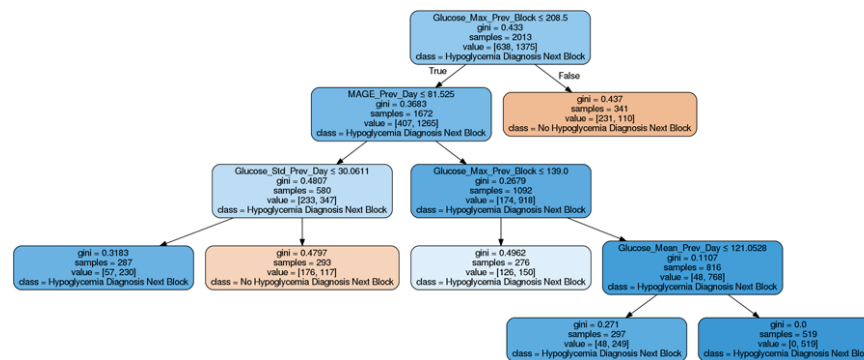 Glucose_Max_Prev_Block ≤ 208.5
gini = 0.433
samples = 2013
value = [638, 1375]
class = Hypoglycemia Diagnosis Next Block
True
False
MAGE_Prev_Day ≤ 81.525
gini = 0.3683
samples = 1672
value = [407, 1265]
class = Hypoglycemia Diagnosis Next Block
gini = 0.437
samples = 341
value = [231, 110]
class = No Hypoglycemia Diagnosis Next Block
Glucose_Std_Prev_Day ≤ 30.0611
gini = 0.4807
samples = 580
value = [233, 347]
class = Hypoglycemia Diagnosis Next Block
Glucose_Max_Prev_Block ≤ 139.0
gini = 0.2679
samples = 1092
value = [174, 918]
class = Hypoglycemia Diagnosis Next Block
gini = 0.3183
samples = 287
value = [57, 230]
class = Hypoglycemia Diagnosis Next Block
gini = 0.4797
samples = 293
value = [176, 117]
class = No Hypoglycemia Diagnosis Next Block
gini = 0.4962
samples = 276
value = [126, 150]
class = Hypoglycemia Diagnosis Next Block
Glucose_Mean_Prev_Day ≤ 121.0528
gini = 0.1107
samples = 816
value = [48, 768]
class = Hypoglycemia Diagnosis Next Block
gini = 0.271
samples = 297
value = [48, 249]
class = Hypoglycemia Diagnosis Next Block
gini = 0.0
samples = 519
value = [0, 519]
class = Hypoglycemia Diagnosis Next Block